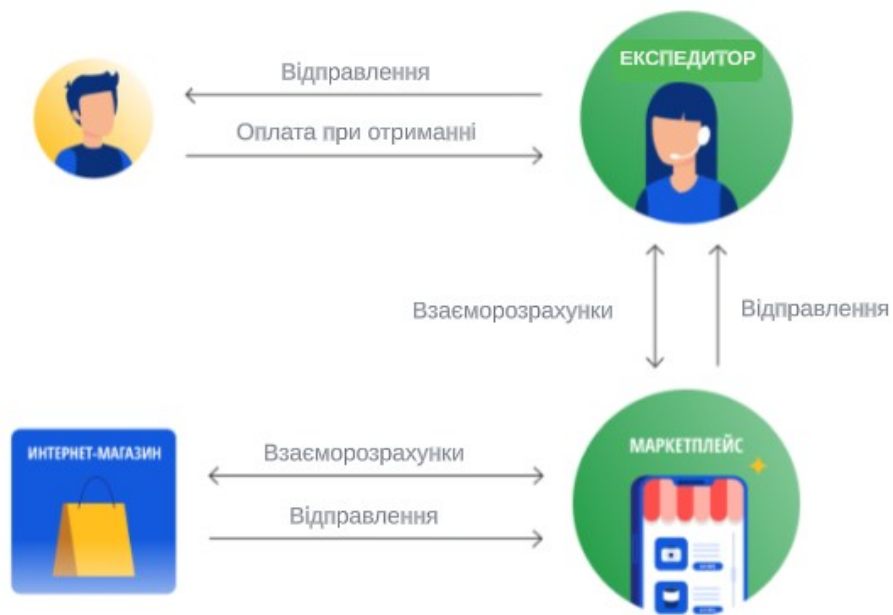 ЕКСПЕДИТОР
Відправлення
Оплата при отриманні
Взаєморозрахунки
Відправлення
ИНТЕРНЕТ-МАГАЗИН
Взаєморозрахунки
Відправлення
МАРКЕТПЛЕЙС